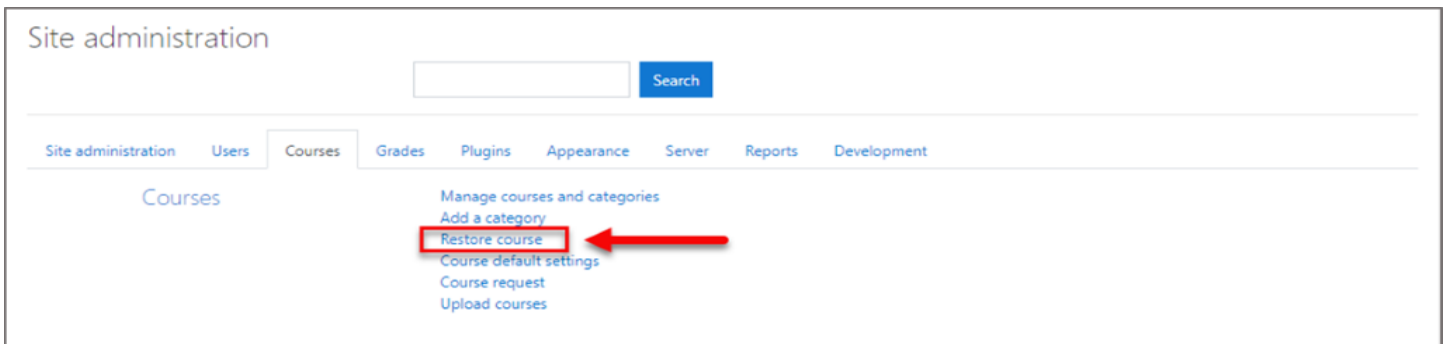 Site administration
Search
Site administration Users Courses Grades Plugins Appearance Server Reports Development
Courses
Manage courses and categories
Add a category
Restore course
Course default settings
Course request
Upload courses